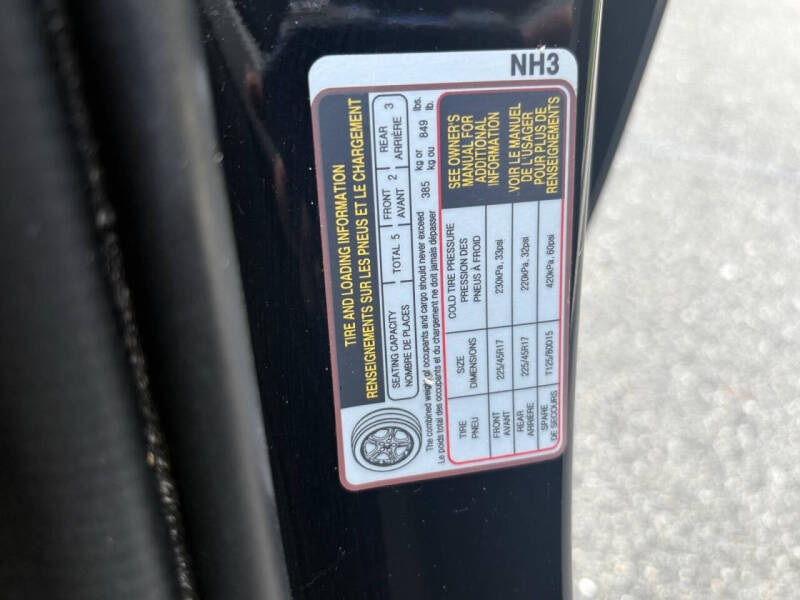 NH3
TIRE AND LOADING INFORMATION
RENSEIGNEMENTS SUR LES PNEUS ET LE CHARGEMENT
SEATING CAPACITY TOTAL 5 FRONT 2 REAR 3
NOMBRE DE PLACES AVANT ARRIÈRE
The combined weight of occupants and cargo should never exceed 385 kg or 849 lbs.
Le poids total des occupants et du chargement ne doit jamais dépasser kg ou lb.
TIRE SIZE COLD TIRE PRESSURE
PNEU DIMENSIONS PRESSION DES
PNEUS À FROID
FRONT 225/45R17 230kPa, 33psi
AVANT
REAR 225/45R17 220kPa, 32psi
ARRIÈRE
SPARE T125/80D15 420kPa, 60psi
DE SECOURS
SEE OWNER'S
MANUAL FOR
ADDITIONAL
INFORMATION
VOIR LE MANUEL
DE L'USAGER
POUR PLUS DE
RENSEIGNEMENTS